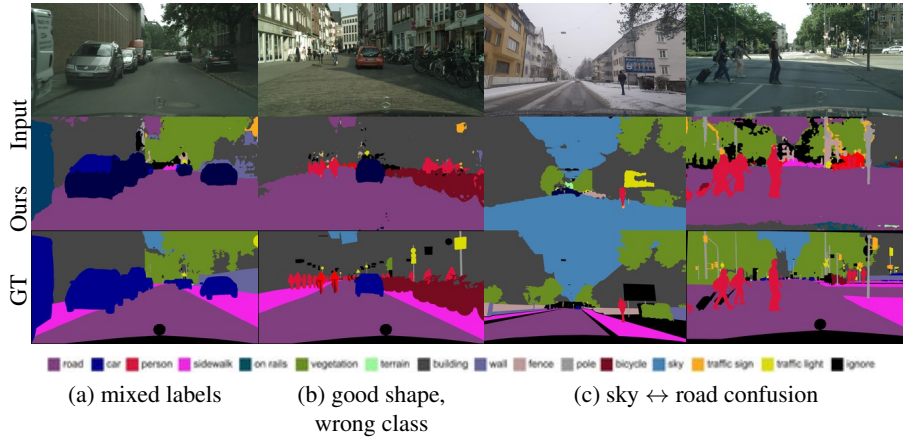 Input
Ours
GT
road car person sidewalk on rails vegetation terrain building wall fence pole bicycle sky traffic sign traffic light ignore
(a) mixed labels
(b) good shape,
wrong class
(c) sky ↔ road confusion